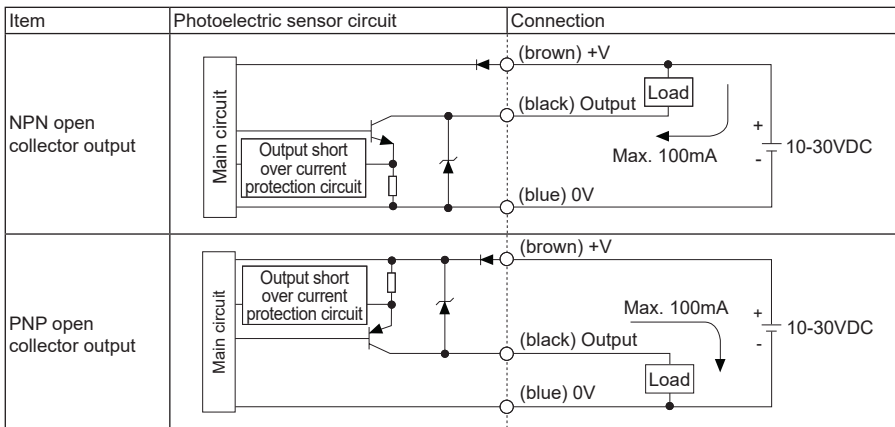 Item
Photoelectric sensor circuit
Connection
NPN open
collector output
Main circuit
Output short
over current
protection circuit
(brown) +V
(black) Output
(blue) 0V
Load
Max. 100mA
+
-
10-30VDC
PNP open
collector output
Main circuit
Output short
over current
protection circuit
(brown) +V
(black) Output
(blue) 0V
Max. 100mA
Load
+
-
10-30VDC